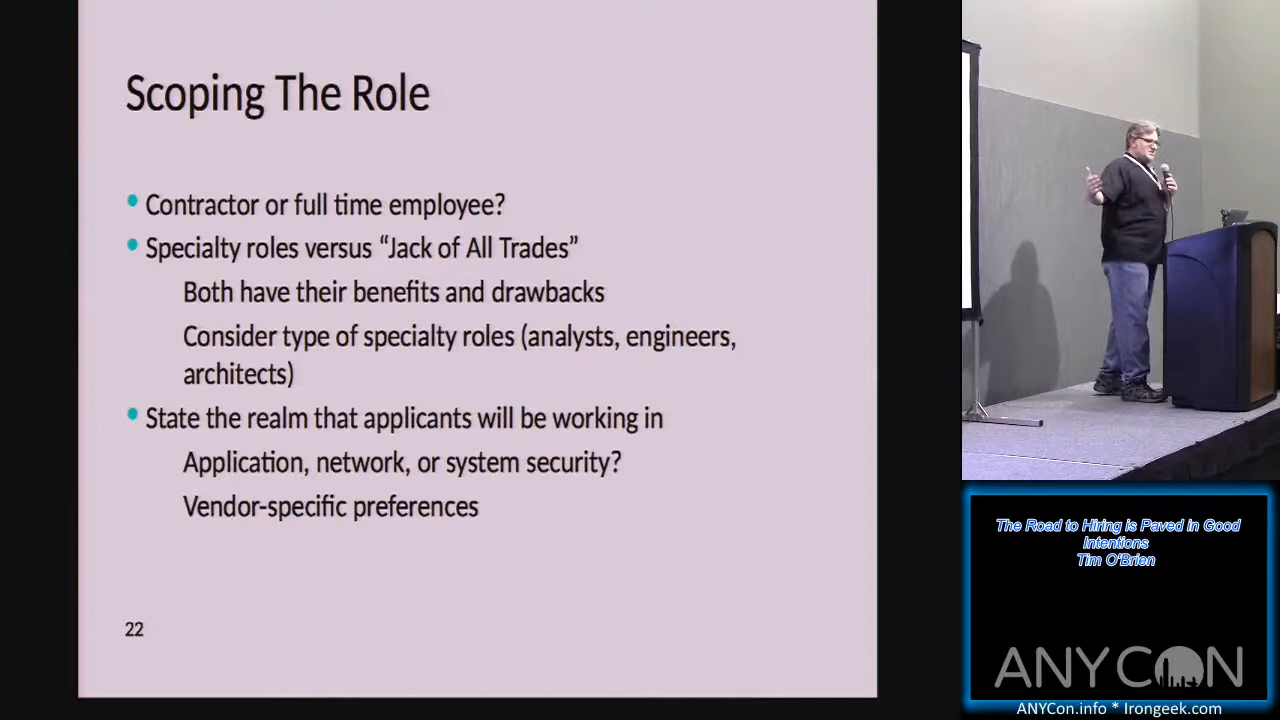 Scoping The Role
Contractor or full time employee?
Specialty roles versus “Jack of All Trades”
Both have their benefits and drawbacks
Consider type of specialty roles (analysts, engineers,
architects)
State the realm that applicants will be working in
Application, network, or system security?
Vendor-specific preferences
22
The Road to Hiring is Paved in Good
Intentions
Tim O'Brien
ANYCON
ANYCon.info * Irongeek.com